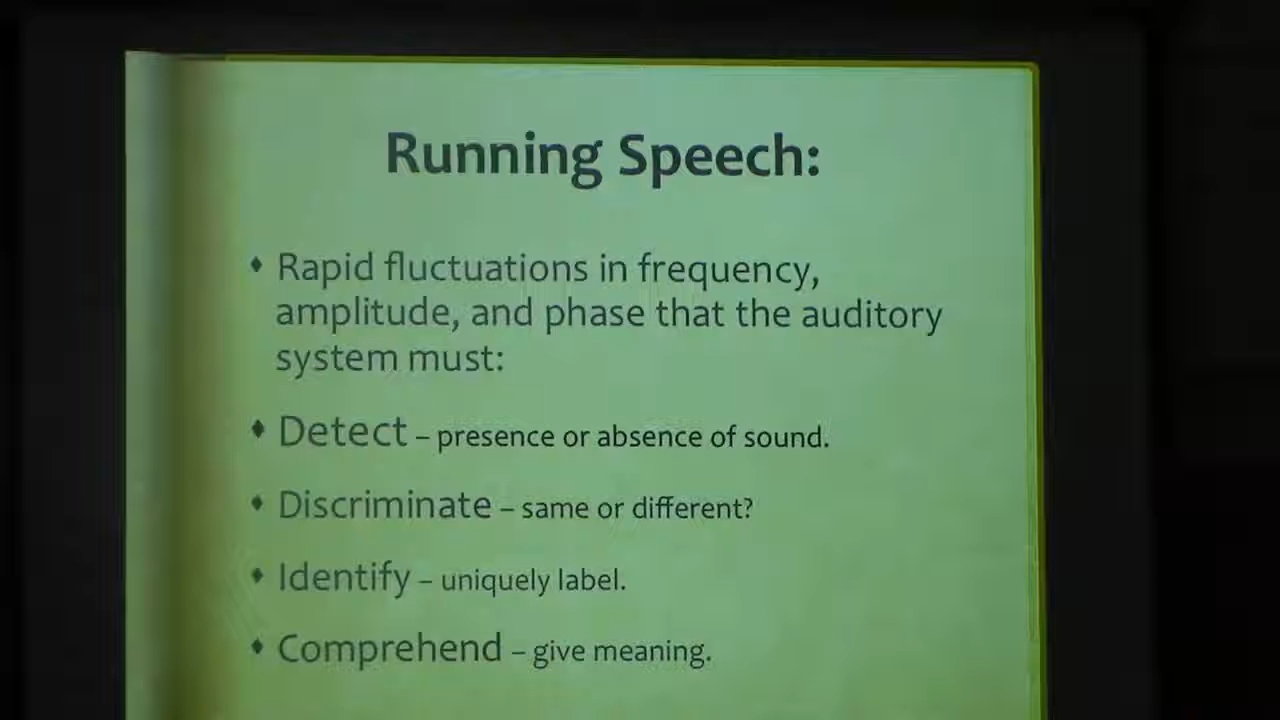 Running Speech:
♦ Rapid fluctuations in frequency,
amplitude, and phase that the auditory
system must:
♦ Detect – presence or absence of sound.
♦ Discriminate – same or different?
♦ Identify – uniquely label.
♦ Comprehend – give meaning.